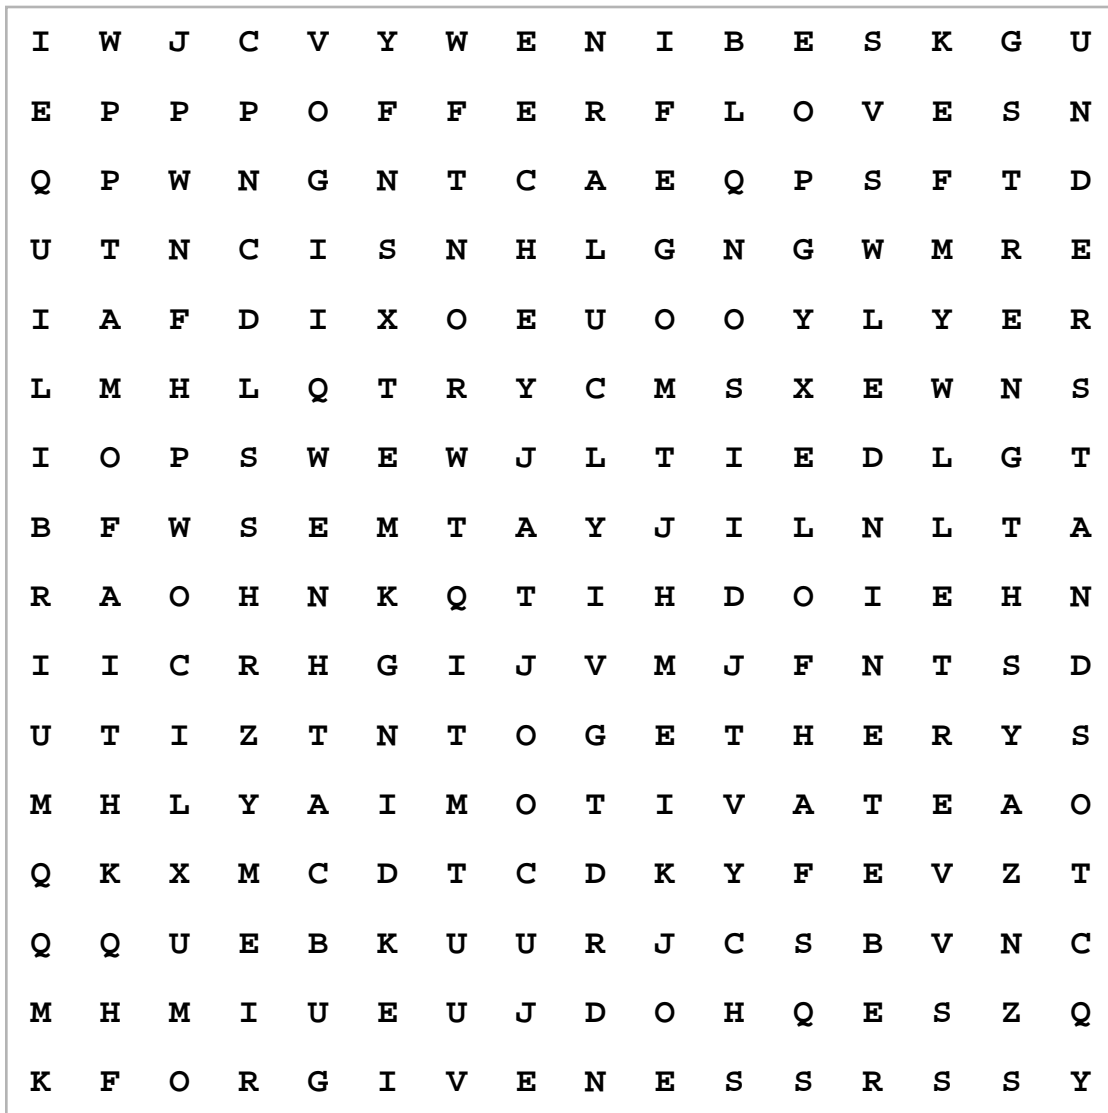 I W J C V Y W E N I B E S K G U
E P P P O F F E R F L O V E S N
Q P W N G N T C A E Q P S F T D
U T N C I S N H L G N G W M R E
I A F D I X O E U O O Y L Y E R
L M H L Q T R Y C M S X E W N S
I O P S W E W J L T I E D L G T
B F W S E M T A Y J I L N L T A
R A O H N K Q T I H D O I E H N
I I C R H G I J V M J F N T S D
U T I Z T N T O G E T H E R Y S
M H L Y A I M O T I V A T E A O
Q K X M C D T C D K Y F E V Z T
Q Q U E B K U U R J C S B V N C
M H M I U E U J D O H Q E S Z Q
K F O R G I V E N E S S R S S Y